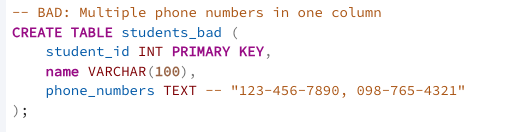 -- BAD: Multiple phone numbers in one column
CREATE TABLE students_bad (
    student_id INT PRIMARY KEY,
    name VARCHAR(100),
    phone_numbers TEXT -- "123-456-7890, 098-765-4321"
);